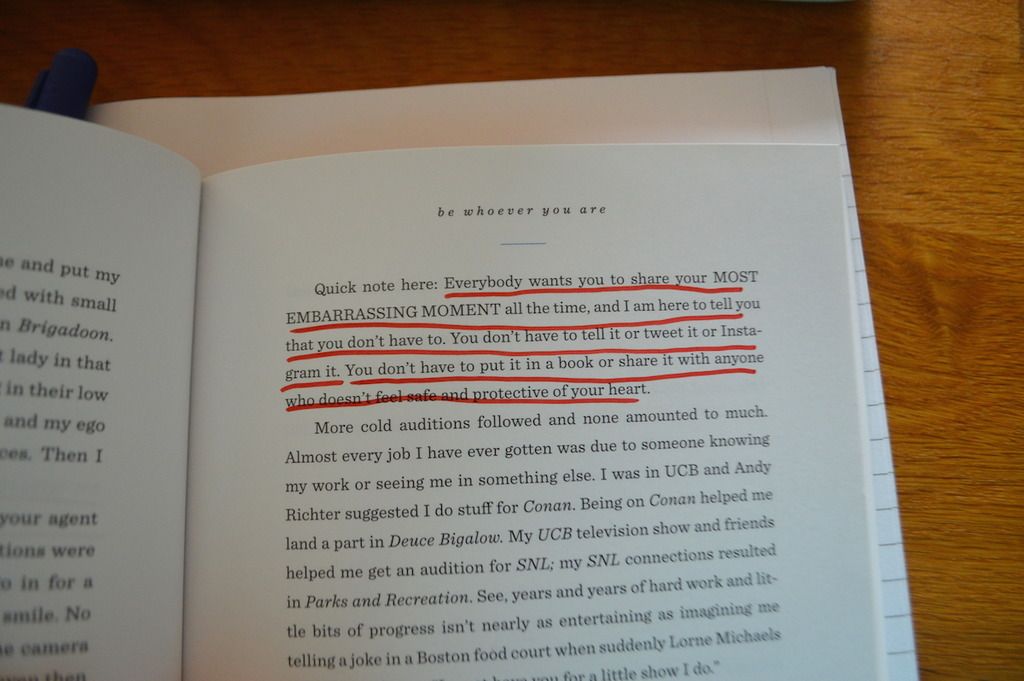 me and put my
ed with small
n Brigadoon.
t lady in that
in their low
and my ego
ces. Then I
your agent
tions were
o in for a
smile. No
e camera
then
be whoever you are
Quick note here: Everybody wants you to share your MOST
EMBARRASSING MOMENT all the time, and I am here to tell you
that you don't have to. You don't have to tell it or tweet it or Insta-
gram it. You don't have to put it in a book or share it with anyone
who doesn't feel safe and protective of your heart.
More cold auditions followed and none amounted to much.
Almost every job I have ever gotten was due to someone knowing
my work or seeing me in something else. I was in UCB and Andy
Richter suggested I do stuff for Conan. Being on Conan helped me
land a part in Deuce Bigalow. My UCB television show and friends
helped me get an audition for SNL; my SNL connections resulted
in Parks and Recreation. See, years and years of hard work and lit-
tle bits of progress isn't nearly as entertaining as imagining me
telling a joke in a Boston food court when suddenly Lorne Michaels
have you for a little show I do."